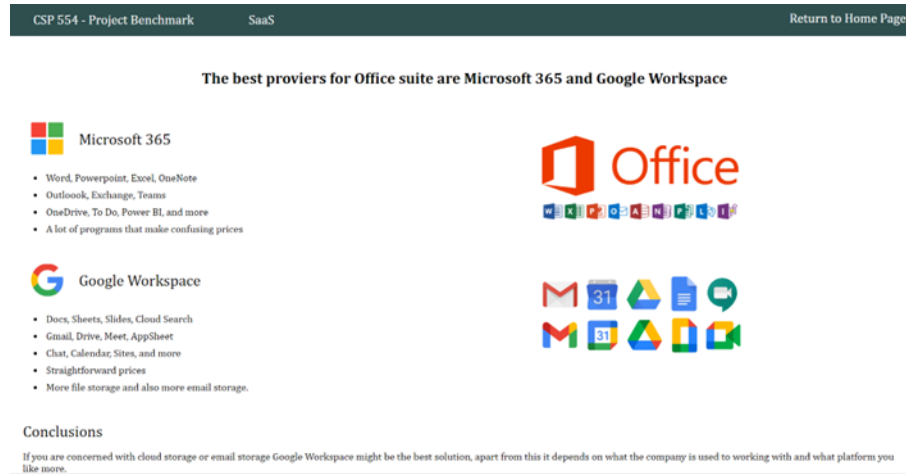 CSP 554 - Project Benchmark SaaS Return to Home Page
The best proviers for Office suite are Microsoft 365 and Google Workspace
Microsoft 365
• Word, Powerpoint, Excel, OneNote
• Outloook, Exchange, Teams
• OneDrive, To Do, Power BI, and more
• A lot of programs that make confusing prices
Office
W X P O A N P L I
Google Workspace
• Docs, Sheets, Slides, Cloud Search
• Gmail, Drive, Meet, AppSheet
• Chat, Calendar, Sites, and more
• Straightforward prices
• More file storage and also more email storage.
31
31
Conclusions
If you are concerned with cloud storage or email storage Google Workspace might be the best solution, apart from this it depends on what the company is used to working with and what platform you
like more.